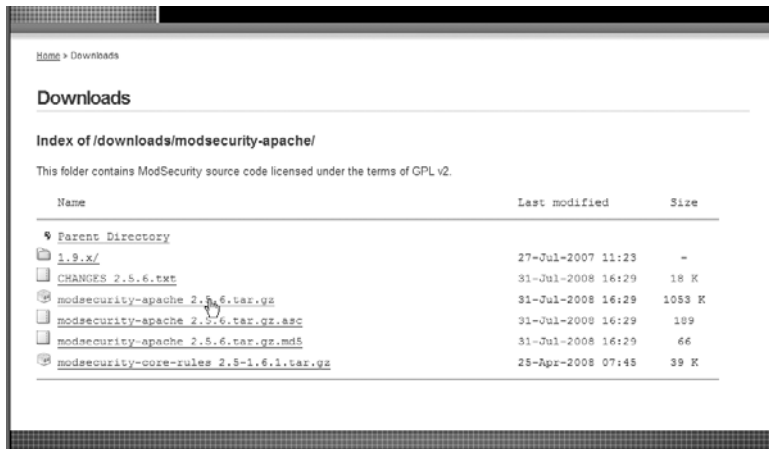 Home » Downloads
Downloads
Index of /downloads/modsecurity-apache/
This folder contains ModSecurity source code licensed under the terms of GPL v2.
Name Last modified Size
Parent Directory
1.9.x/ 27-Jul-2007 11:23 -
CHANGES 2.5.6.txt 31-Jul-2008 16:29 18 K
modsecurity-apache 2.5.6.tar.gz 31-Jul-2008 16:29 1053 K
modsecurity-apache 2.5.6.tar.gz.asc 31-Jul-2008 16:29 189
modsecurity-apache 2.5.6.tar.gz.md5 31-Jul-2008 16:29 66
modsecurity-core-rules 2.5-1.6.1.tar.gz 25-Apr-2008 07:45 39 K